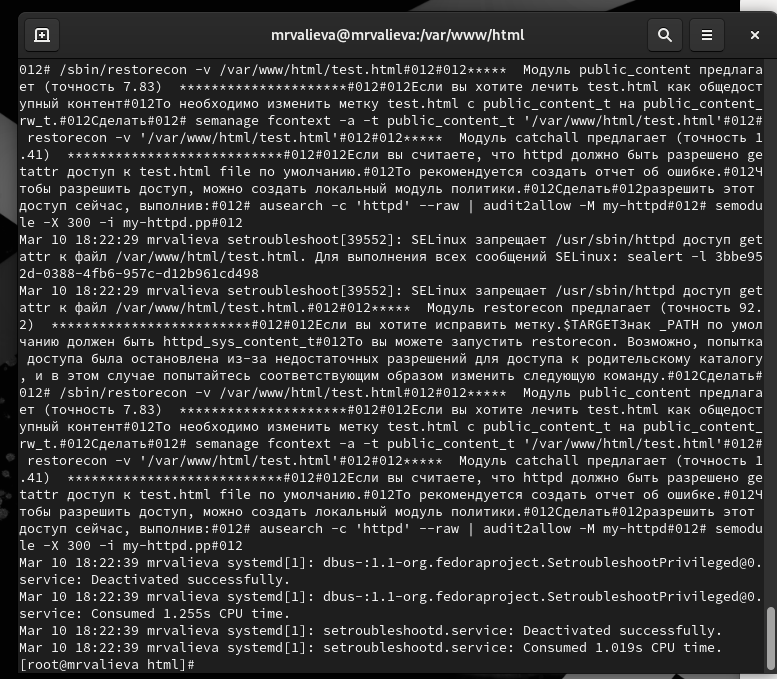 mrvalieva@mrvalieva:/var/www/html
012# /sbin/restorecon -v /var/www/html/test.html#012#012*****  Модуль public_content предлага
ет (точность 7.83)  *********************#012#012Если вы хотите лечить test.html как общедост
упный контент#012То необходимо изменить метку test.html с public_content_t на public_content_
rw_t.#012Сделать#012# semanage fcontext -a -t public_content_t '/var/www/html/test.html'#012#
 restorecon -v '/var/www/html/test.html'#012#012*****  Модуль catchall предлагает (точность 1
.41)  **************************#012#012Если вы считаете, что httpd должно быть разрешено ge
tattr доступ к test.html file по умолчанию.#012То рекомендуется создать отчет об ошибке.#012Ч
тобы разрешить доступ, можно создать локальный модуль политики.#012Сделать#012разрешить этот 
доступ сейчас, выполнив:#012# ausearch -c 'httpd' --raw | audit2allow -M my-httpd#012# semodu
le -X 300 -i my-httpd.pp#012
Mar 10 18:22:29 mrvalieva setroubleshoot[39552]: SELinux запрещает /usr/sbin/httpd доступ get
attr к файл /var/www/html/test.html. Для выполнения всех сообщений SELinux: sealert -l 3bbe95
2d-0388-4fb6-957c-d12b961cd498
Mar 10 18:22:29 mrvalieva setroubleshoot[39552]: SELinux запрещает /usr/sbin/httpd доступ get
attr к файл /var/www/html/test.html.#012#012*****  Модуль restorecon предлагает (точность 92.
2)  ************************#012#012Если вы хотите исправить метку.$TARGETЗнак _PATH по умол
чанию должен быть httpd_sys_content_t#012То вы можете запустить restorecon. Возможно, попытка
 доступа была остановлена из-за недостаточных разрешений для доступа к родительскому каталогу
, и в этом случае попытайтесь соответствующим образом изменить следующую команду.#012Сделать#
012# /sbin/restorecon -v /var/www/html/test.html#012#012*****  Модуль public_content предлага
ет (точность 7.83)  *********************#012#012Если вы хотите лечить test.html как общедост
упный контент#012То необходимо изменить метку test.html с public_content_t на public_content_
rw_t.#012Сделать#012# semanage fcontext -a -t public_content_t '/var/www/html/test.html'#012#
 restorecon -v '/var/www/html/test.html'#012#012*****  Модуль catchall предлагает (точность 1
.41)  **************************#012#012Если вы считаете, что httpd должно быть разрешено ge
tattr доступ к test.html file по умолчанию.#012То рекомендуется создать отчет об ошибке.#012Ч
тобы разрешить доступ, можно создать локальный модуль политики.#012Сделать#012разрешить этот 
доступ сейчас, выполнив:#012# ausearch -c 'httpd' --raw | audit2allow -M my-httpd#012# semodu
le -X 300 -i my-httpd.pp#012
Mar 10 18:22:39 mrvalieva systemd[1]: dbus-:1.1-org.fedoraproject.SetroubleshootPrivileged@0.
service: Deactivated successfully.
Mar 10 18:22:39 mrvalieva systemd[1]: dbus-:1.1-org.fedoraproject.SetroubleshootPrivileged@0.
service: Consumed 1.255s CPU time.
Mar 10 18:22:39 mrvalieva systemd[1]: setroubleshootd.service: Deactivated successfully.
Mar 10 18:22:39 mrvalieva systemd[1]: setroubleshootd.service: Consumed 1.019s CPU time.
[root@mrvalieva html]#